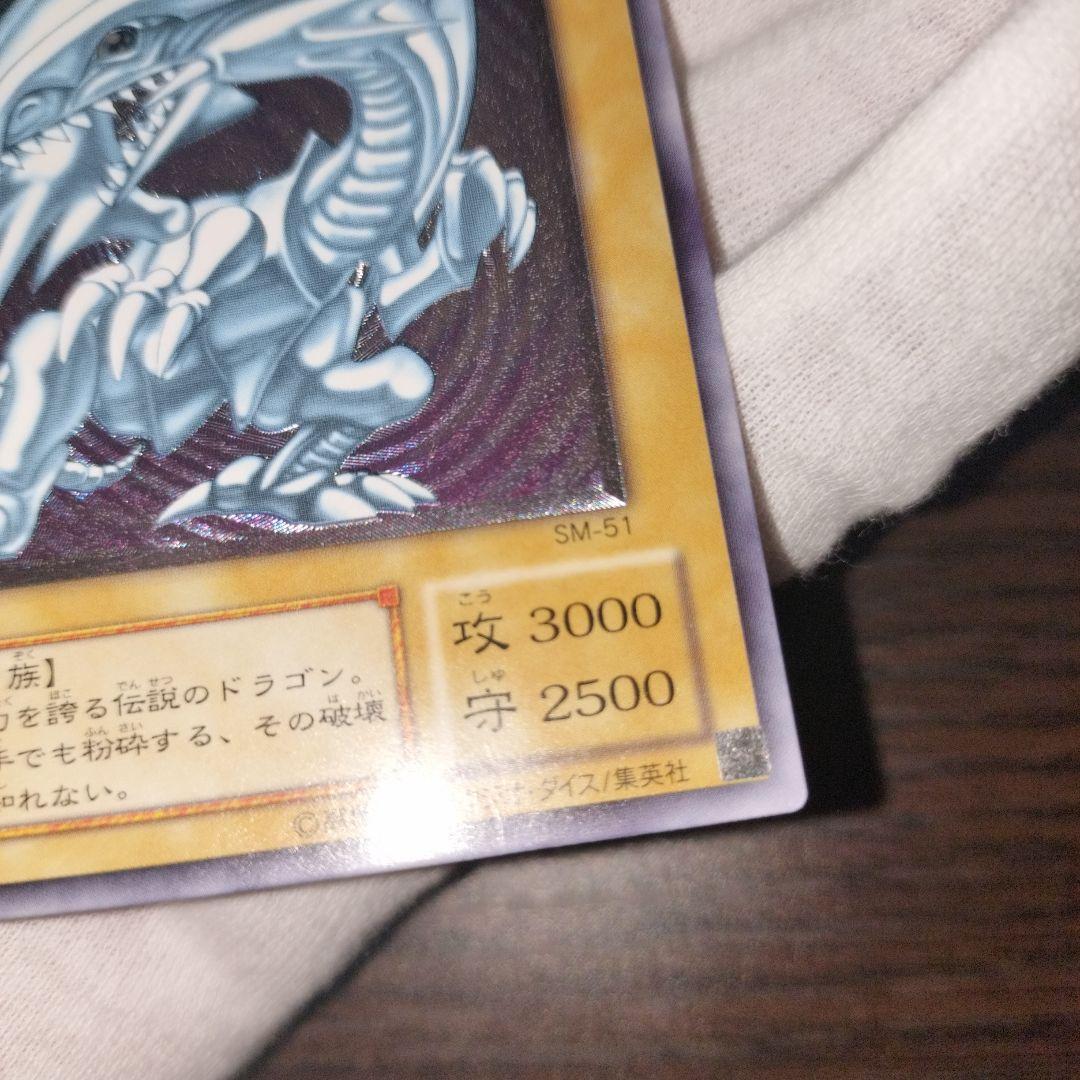 SM-51
攻 3000
守 2500
族】
を誇る伝説のドラゴン。
手でも粉砕する、その破壊
知れない。
©高 ・ダイス/集英社